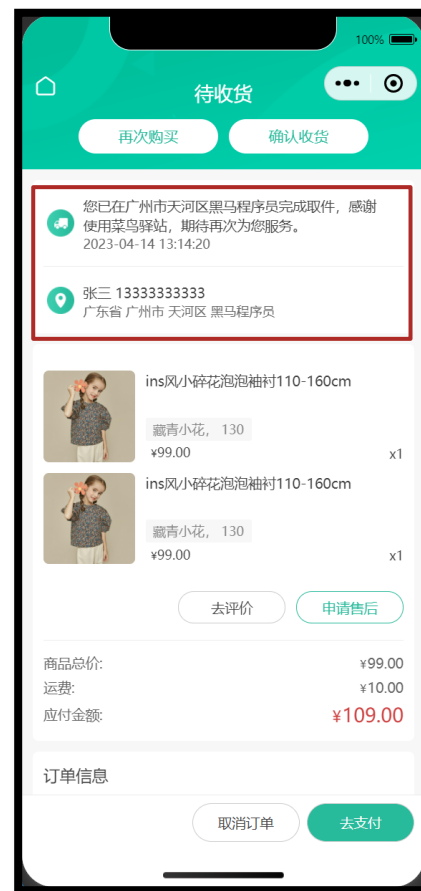 100%
待收货
再次购买
确认收货
您已在广州市天河区黑马程序员完成取件，感谢
使用菜鸟驿站，期待再次为您服务。
2023-04-14 13:14:20
张三 13333333333
广东省 广州市 天河区 黑马程序员
ins风小碎花泡泡袖衬110-160cm
藏青小花， 130
¥99.00
x1
ins风小碎花泡泡袖衬110-160cm
藏青小花， 130
¥99.00
x1
去评价
申请售后
商品总价:
¥99.00
运费:
¥10.00
应付金额:
¥109.00
订单信息
取消订单
去支付